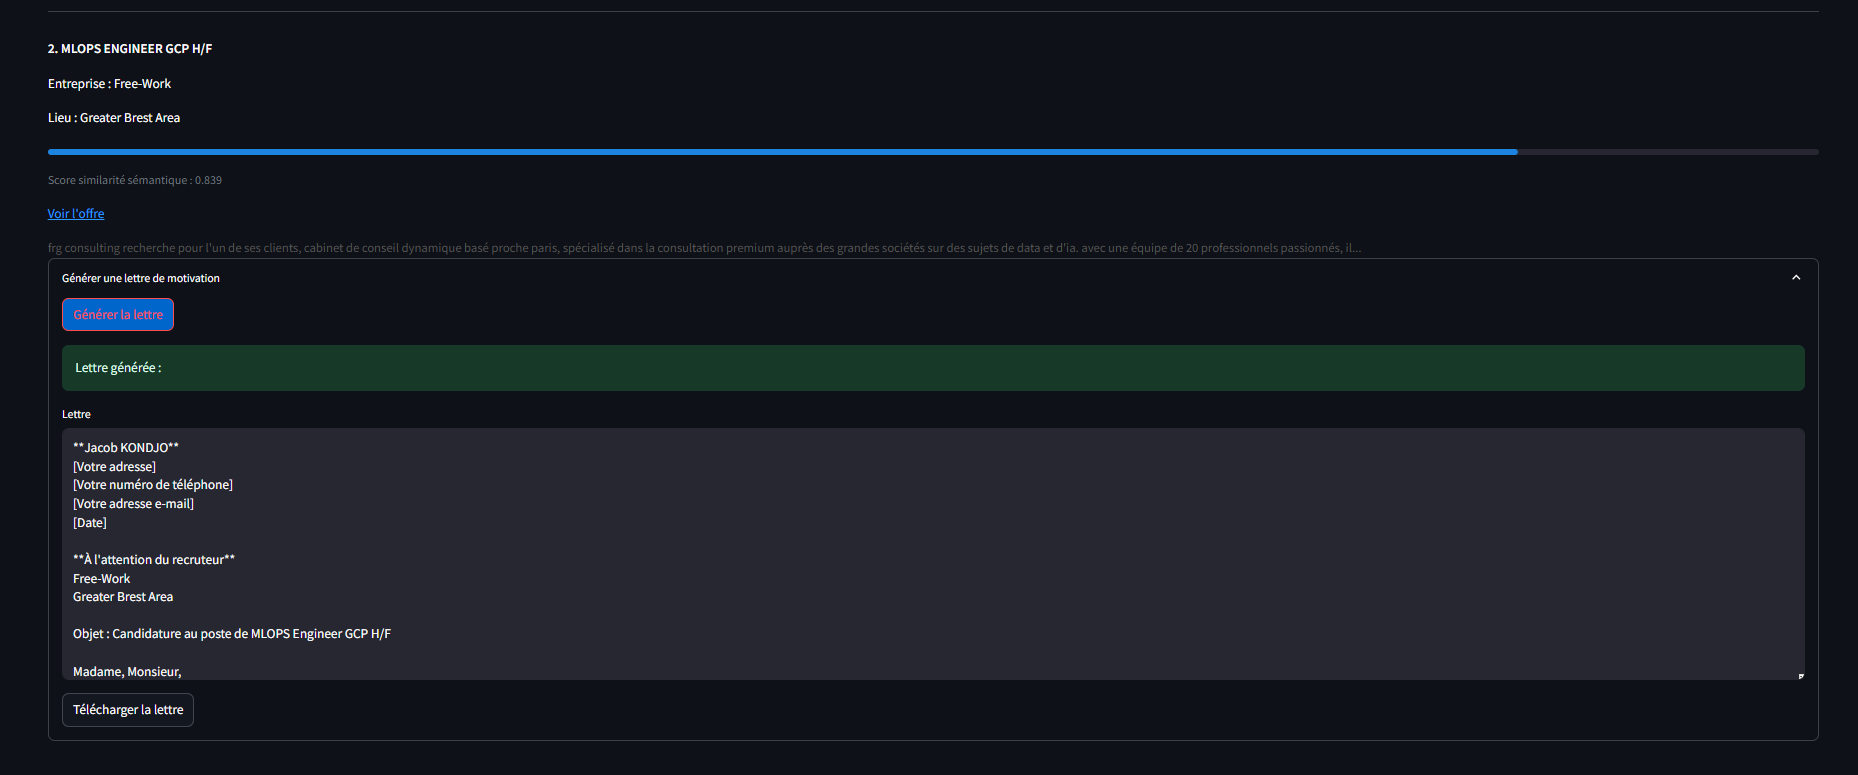 2. MLOPS ENGINEER GCP H/F
Entreprise : Free-Work
Lieu : Greater Brest Area
Score similarité sémantique : 0.839
Voir l'offre
frg consulting recherche pour l'un de ses clients, cabinet de conseil dynamique basé proche paris, spécialisé dans la consultation premium auprès des grandes sociétés sur des sujets de data et d'ia. avec une équipe de 20 professionnels passionnés, il...
Générer une lettre de motivation
Générer la lettre
Lettre générée :
Lettre
**Jacob KONDJO**
[Votre adresse]
[Votre numéro de téléphone]
[Votre adresse e-mail]
[Date]
**À l'attention du recruteur**
Free-Work
Greater Brest Area
Objet : Candidature au poste de MLOPS Engineer GCP H/F
Madame, Monsieur,
Télécharger la lettre